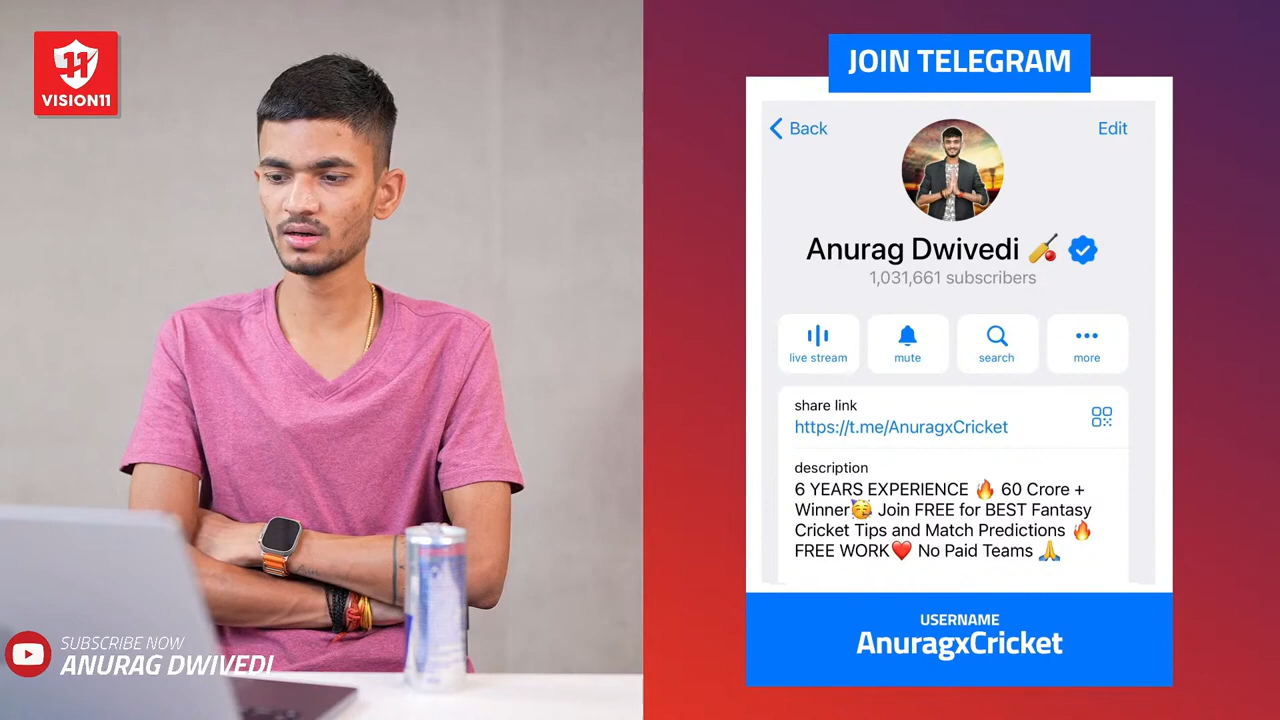 11
VISION11
SUBSCRIBE NOW
ANURAG DWIVEDI
JOIN TELEGRAM
Back
Edit
Anurag Dwivedi 🏏
1,031,661 subscribers
live stream
mute
search
more
share link
https://t.me/AnuragxCricket
description
6 YEARS EXPERIENCE 🔥 60 Crore +
Winner🥳 Join FREE for BEST Fantasy
Cricket Tips and Match Predictions 🔥
FREE WORK❤️ No Paid Teams 🙏
USERNAME
AnuragxCricket